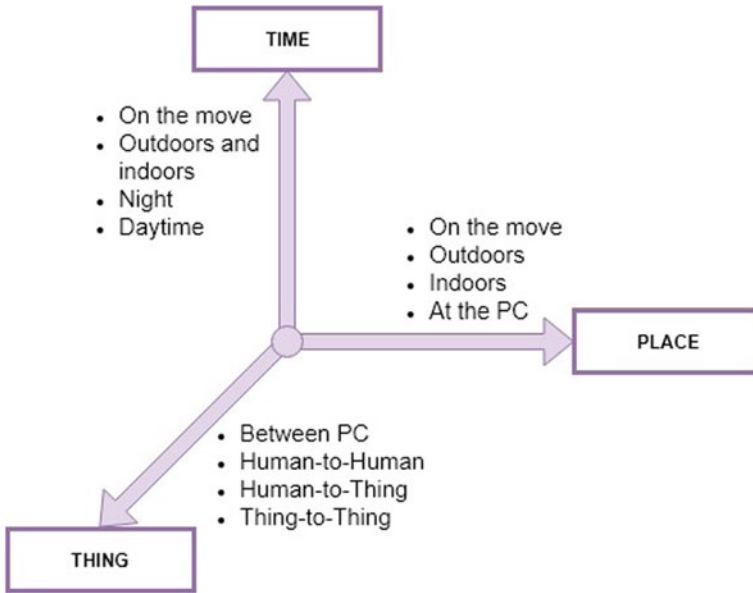 TIME
• On the move
• Outdoors and
indoors
• Night
• Daytime
• On the move
• Outdoors
• Indoors
• At the PC
PLACE
• Between PC
• Human-to-Human
• Human-to-Thing
• Thing-to-Thing
THING